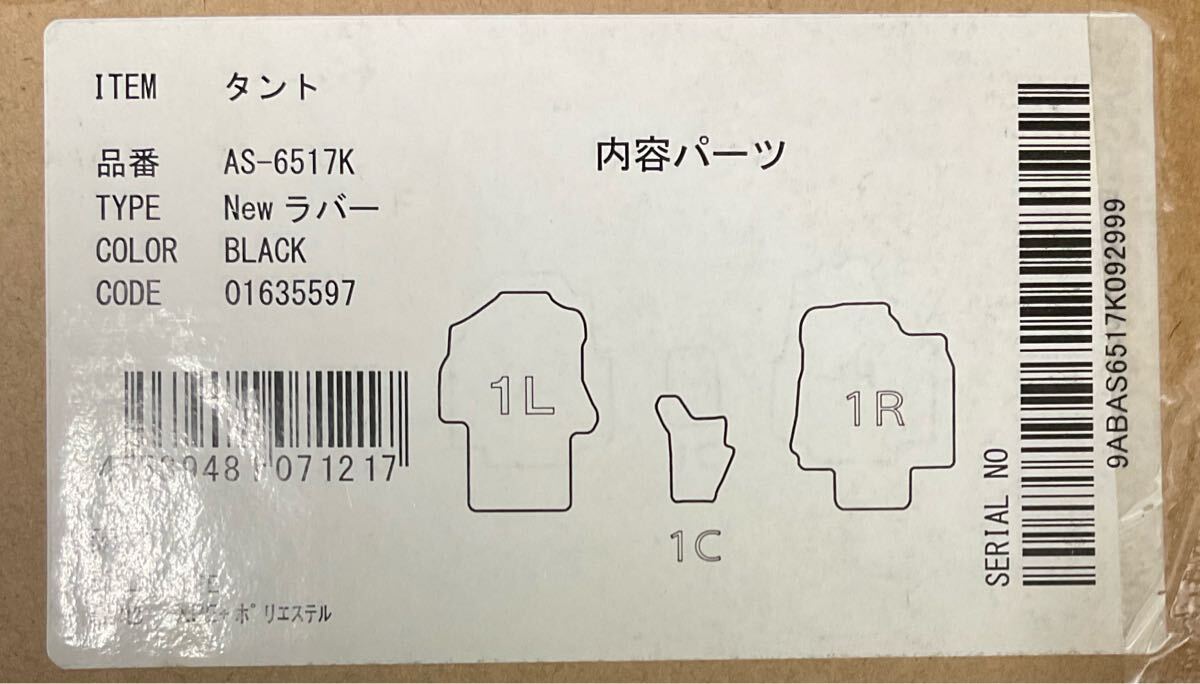 ITEM タント
品番 AS-6517K
TYPE New ラバー
COLOR BLACK
CODE 01635597
071217
内容パーツ
1L
1C
1R
ポリエステル
SERIAL NO
9ABAS6517K092999